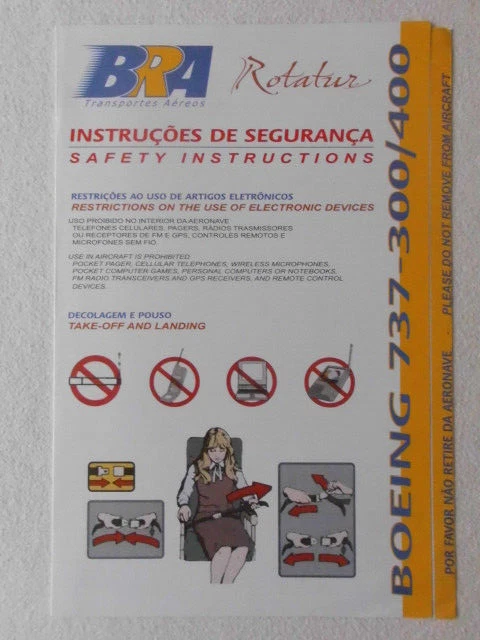 BRA
Transportes Aéreos
Rotatur
INSTRUÇÕES DE SEGURANÇA
SAFETY INSTRUCTIONS
RESTRIÇÕES AO USO DE ARTIGOS ELETRÔNICOS
RESTRICTIONS ON THE USE OF ELECTRONIC DEVICES
USO PROIBIDO NO INTERIOR DA AERONAVE
TELEFONES CELULARES, PAGERS, RÁDIOS TRASMISSORES
OU RECEPTORES DE FM E GPS, CONTROLES REMOTOS E
MICROFONES SEM FIO.
USE IN AIRCRAFT IS PROHIBITED
POCKET PAGER, CELLULAR TELEPHONES, WIRELESS MICROPHONES,
POCKET COMPUTER GAMES, PERSONAL COMPUTERS OR NOTEBOOKS,
FM RADIO TRANSCEIVERS AND GPS RECEIVERS, AND REMOTE CONTROL
DEVICES.
DECOLAGEM E POUSO
TAKE-OFF AND LANDING
BOEING 737-300/400
POR FAVOR NÃO RETIRE DA AERONAVE - PLEASE DO NOT REMOVE FROM AIRCRAFT